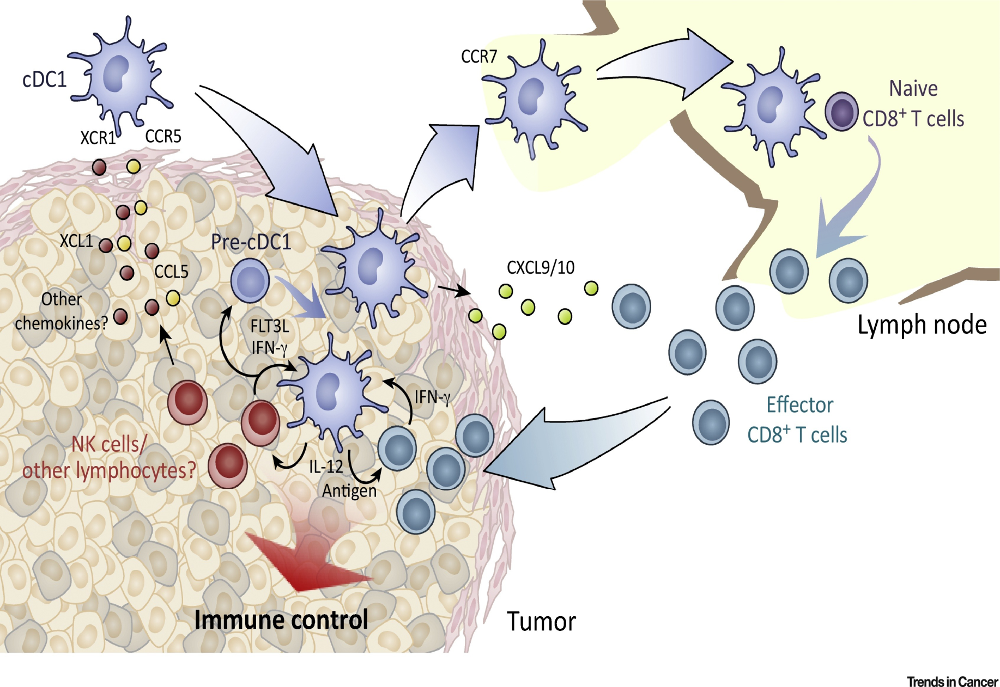 cDC1
XCR1
CCR5
XCL1
CCL5
Other
chemokines?
Pre-cDC1
FLT3L
IFN-γ
NK cells/
other lymphocytes?
IL-12
Antigen
IFN-γ
Immune control
Tumor
CCR7
CXCL9/10
Naive
CD8+ T cells
Lymph node
Effector
CD8+ T cells
Trends in Cancer